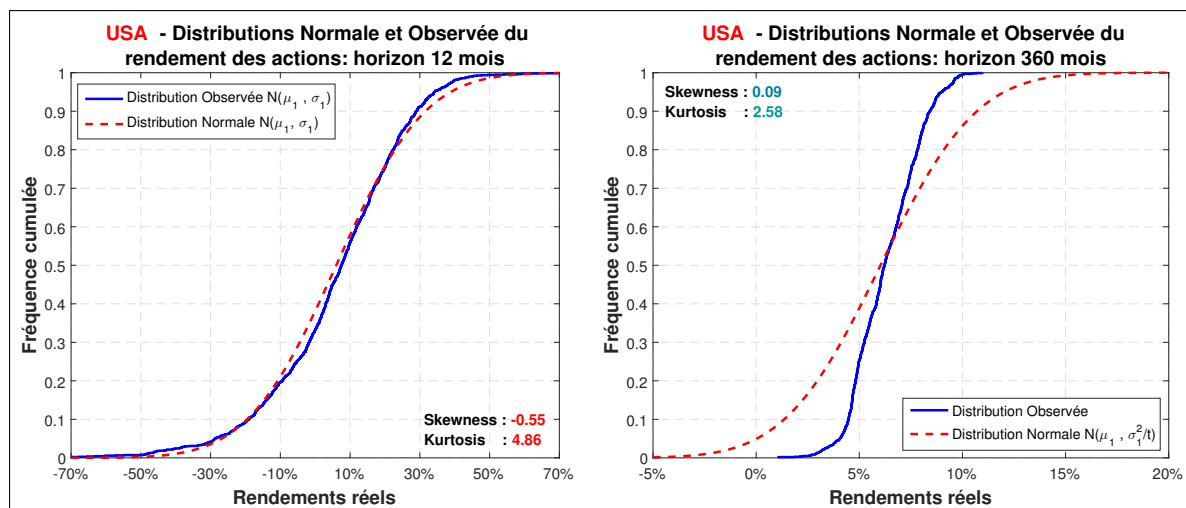 USA - Distributions Normale et Observée du
rendement des actions: horizon 12 mois
1
0.9
0.8
0.7
0.6
0.5
0.4
0.3
0.2
0.1
0
Fréquence cumulée
Distribution Observée N(μ1 , σ1)
Distribution Normale N(μ1, σ1)
Skewness : -0.55
Kurtosis : 4.86
-70% -50% -30% -10% 10% 30% 50% 70%
Rendements réels
USA - Distributions Normale et Observée du
rendement des actions: horizon 360 mois
1
0.9
0.8
0.7
0.6
0.5
0.4
0.3
0.2
0.1
0
Fréquence cumulée
Skewness : 0.09
Kurtosis : 2.58
Distribution Observée
Distribution Normale N(μ1 , σ1²/t)
-5% 0% 5% 10% 15% 20%
Rendements réels